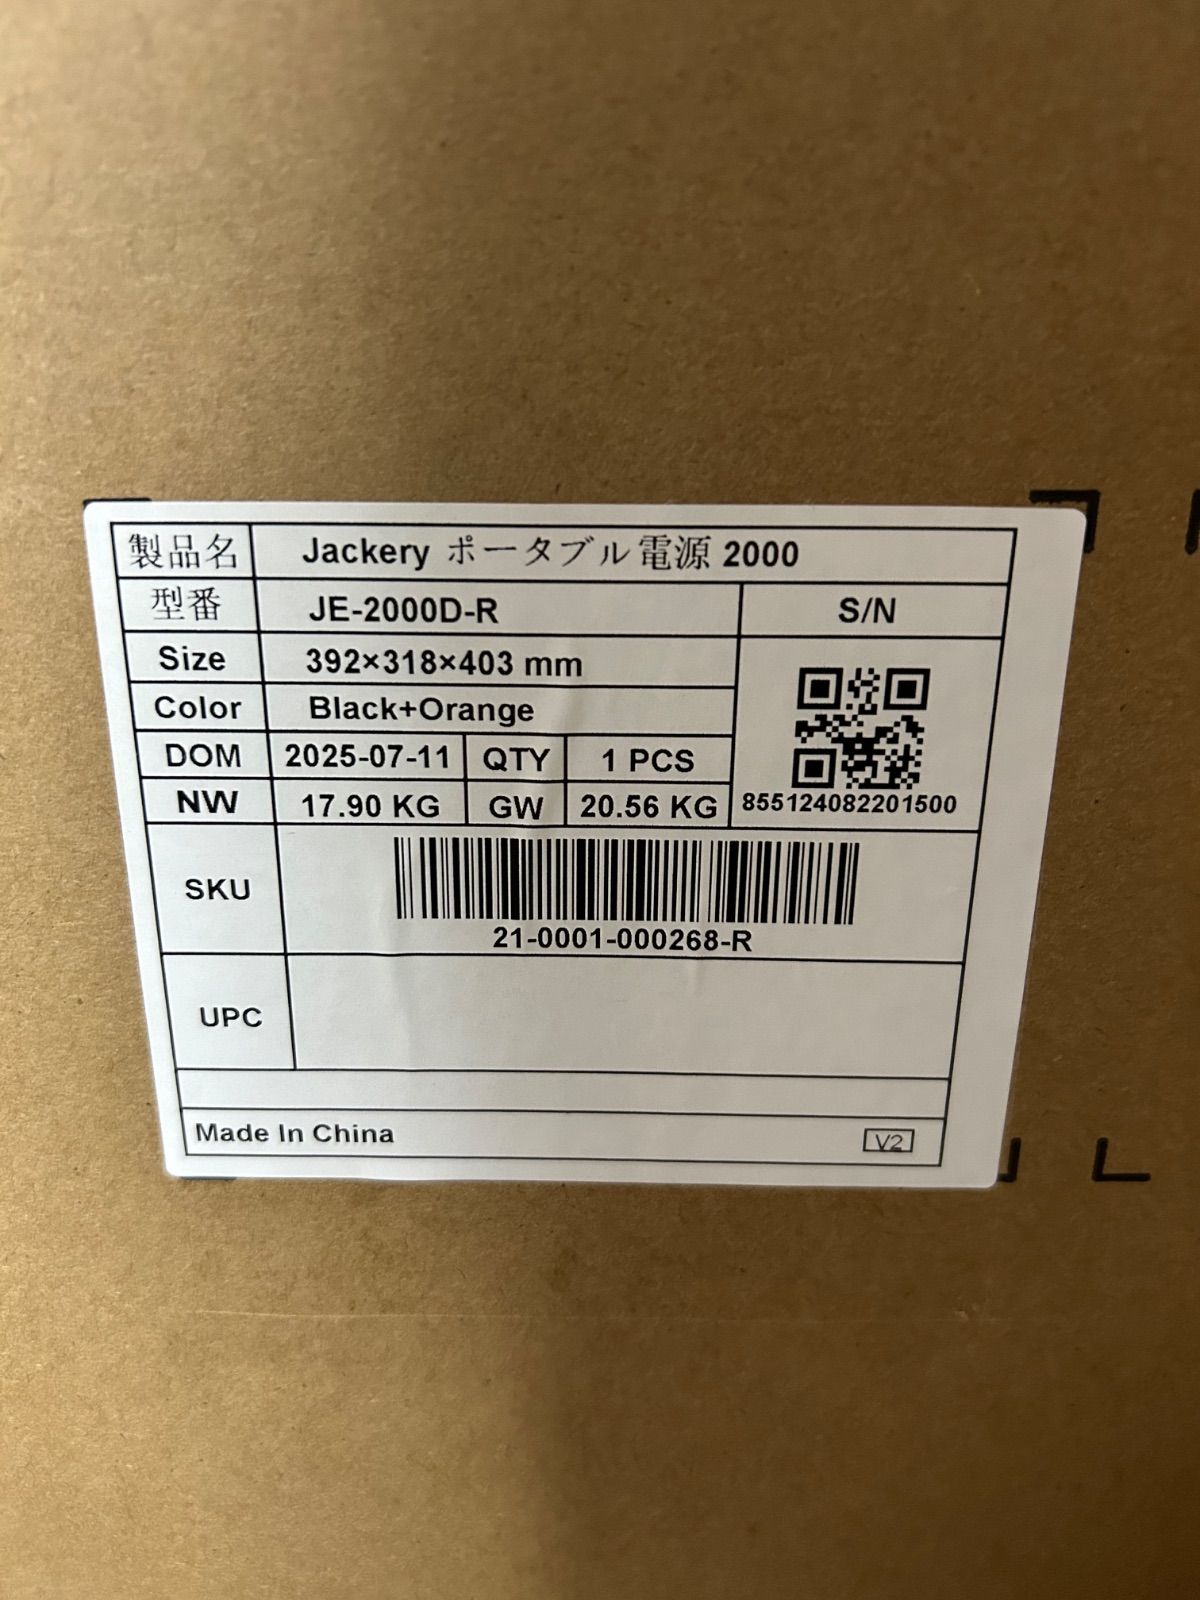 製品名 Jackery ポータブル電源 2000
型番 JE-2000D-R S/N
Size 392×318×403 mm
Color Black+Orange
DOM 2025-07-11 QTY 1 PCS
NW 17.90 KG GW 20.56 KG 855124082201500
SKU
21-0001-000268-R
UPC
Made In China V2